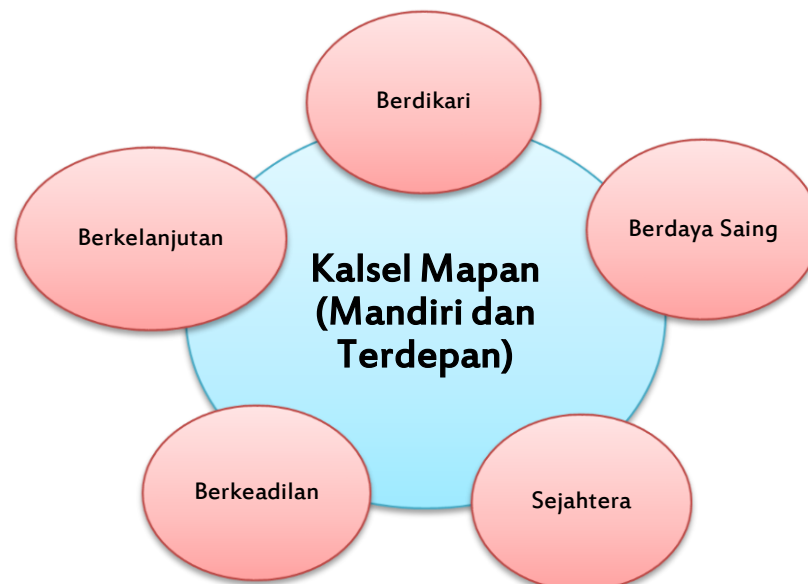 Berdikari
Berdaya Saing
Berkelanjutan
Kalsel Mapan
(Mandiri dan
Terdepan)
Berkeadilan
Sejahtera